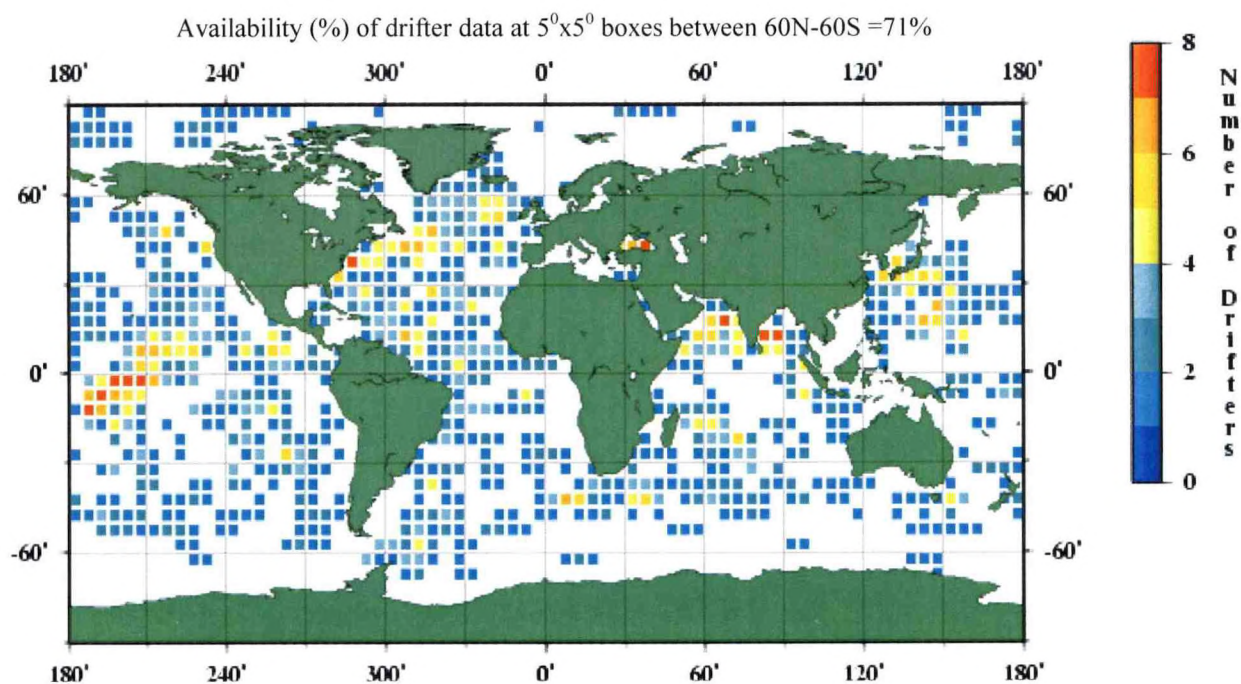 Availability (%) of drifter data at 5⁰x5⁰ boxes between 60N-60S =71%
180' 240' 300' 0' 60' 120' 180'
60' 60'
0' 0'
-60' -60'
180' 240' 300' 0' 60' 120' 180'
8
6
4
2
0
Number of Drifters